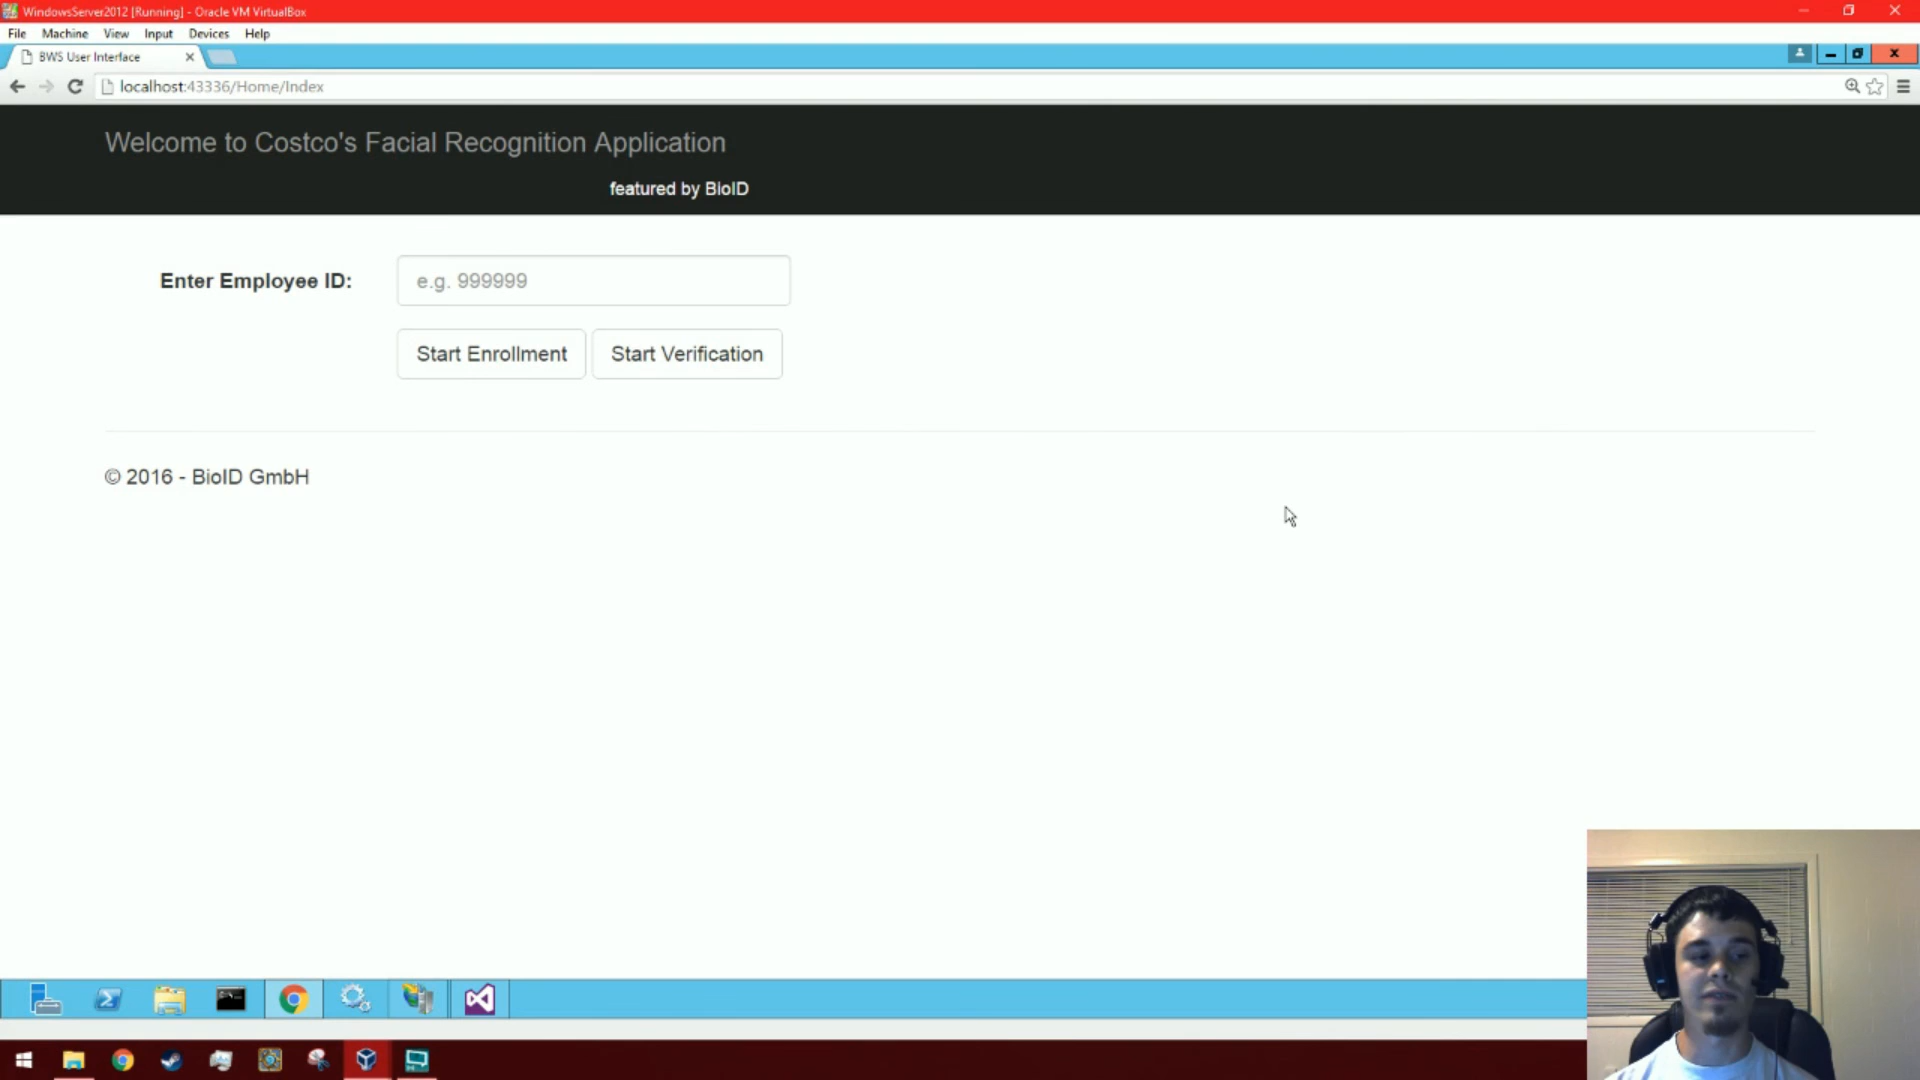 WindowsServer2012 [Running] - Oracle VM VirtualBox
File Machine View Input Devices Help
BWS User Interface
localhost:43336/Home/Index
Welcome to Costco's Facial Recognition Application
featured by BioID
Enter Employee ID: e.g. 999999
Start Enrollment Start Verification
© 2016 - BioID GmbH